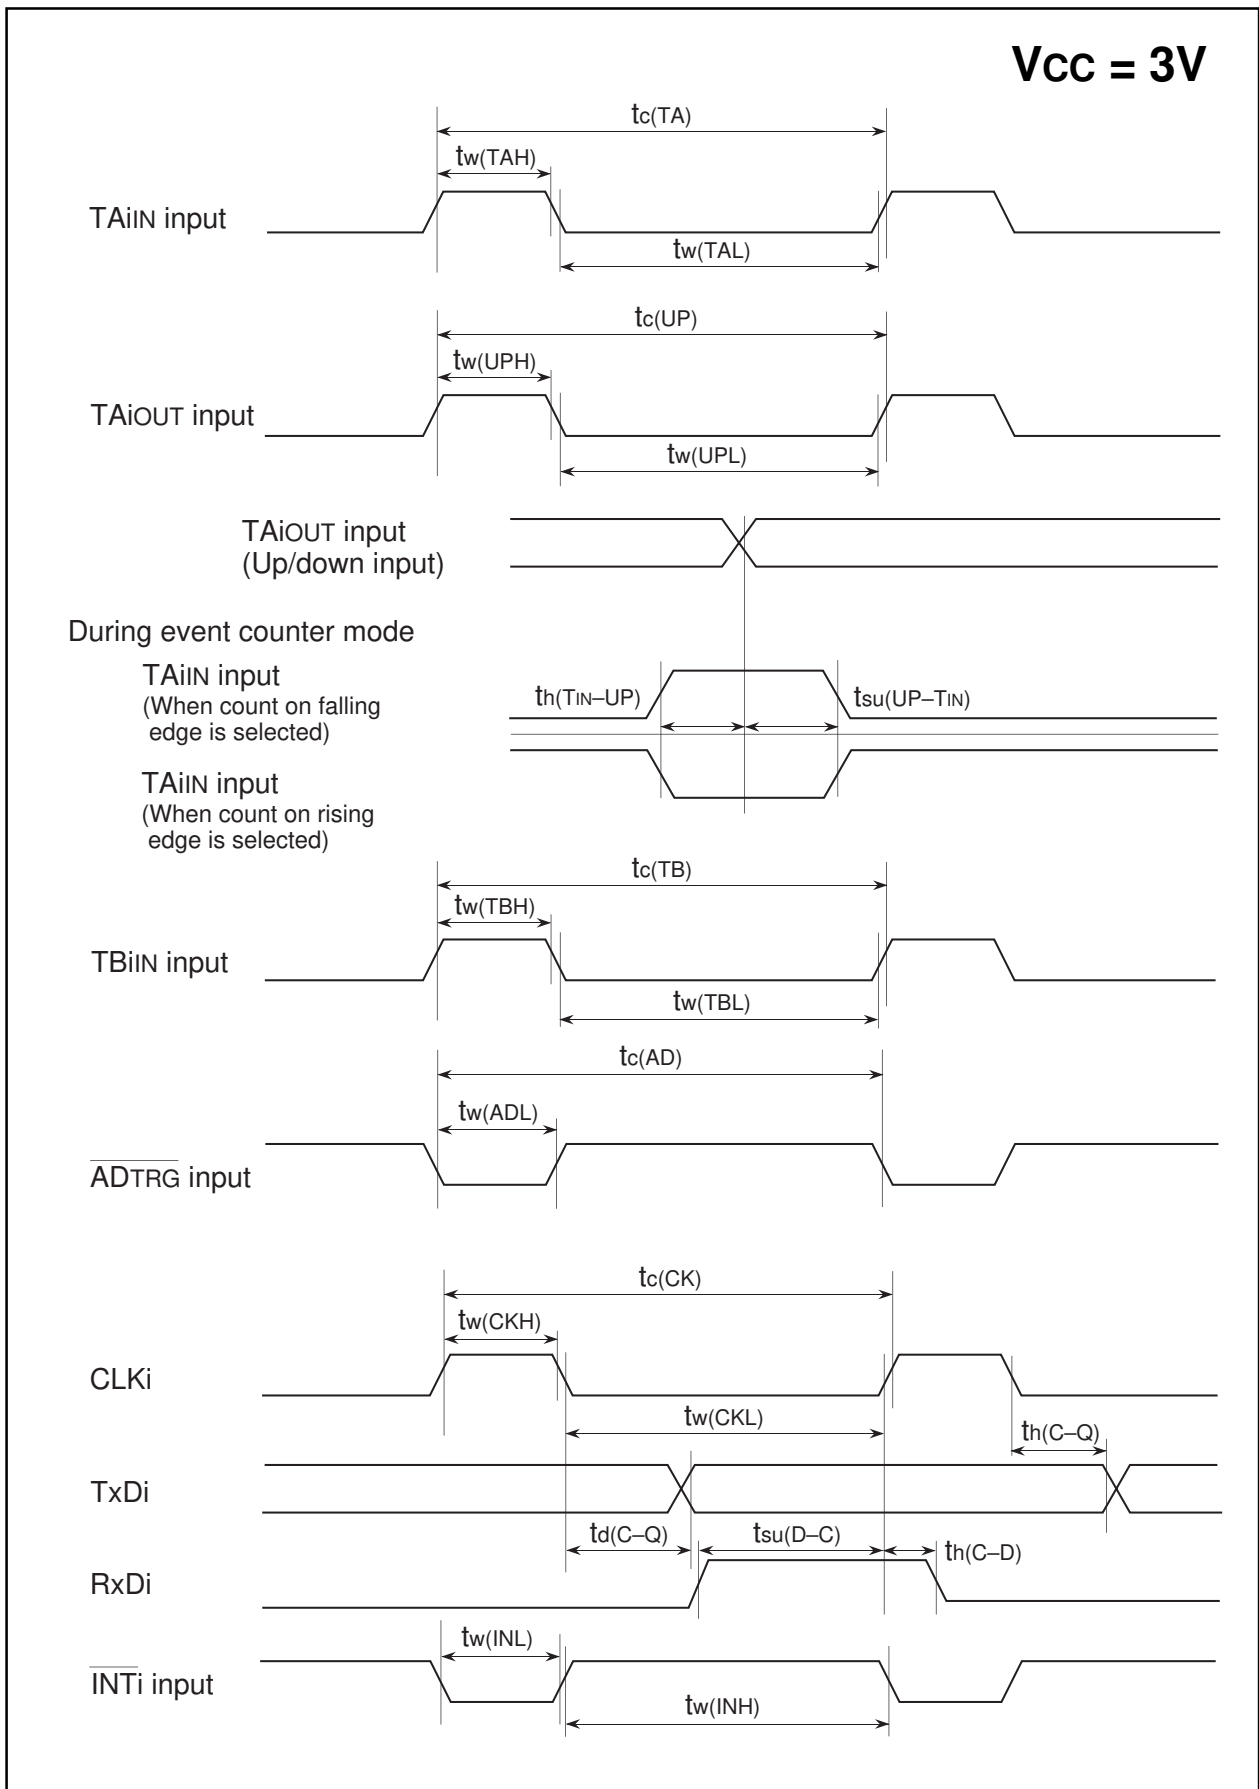 VCC = 3V
tc(TA)
tw(TAH)
TAiIN input
tw(TAL)
tc(UP)
tw(UPH)
TAiOUT input
tw(UPL)
TAiOUT input
(Up/down input)
During event counter mode
TAiIN input
(When count on falling
edge is selected)
th(TIN–UP)
tsu(UP–TIN)
TAiIN input
(When count on rising
edge is selected)
tc(TB)
tw(TBH)
TBiIN input
tw(TBL)
tc(AD)
tw(ADL)
ADTRG input
tc(CK)
tw(CKH)
CLKi
tw(CKL)
th(C–Q)
TxDi
td(C–Q)
tsu(D–C)
th(C–D)
RxDi
tw(INL)
INTi input
tw(INH)